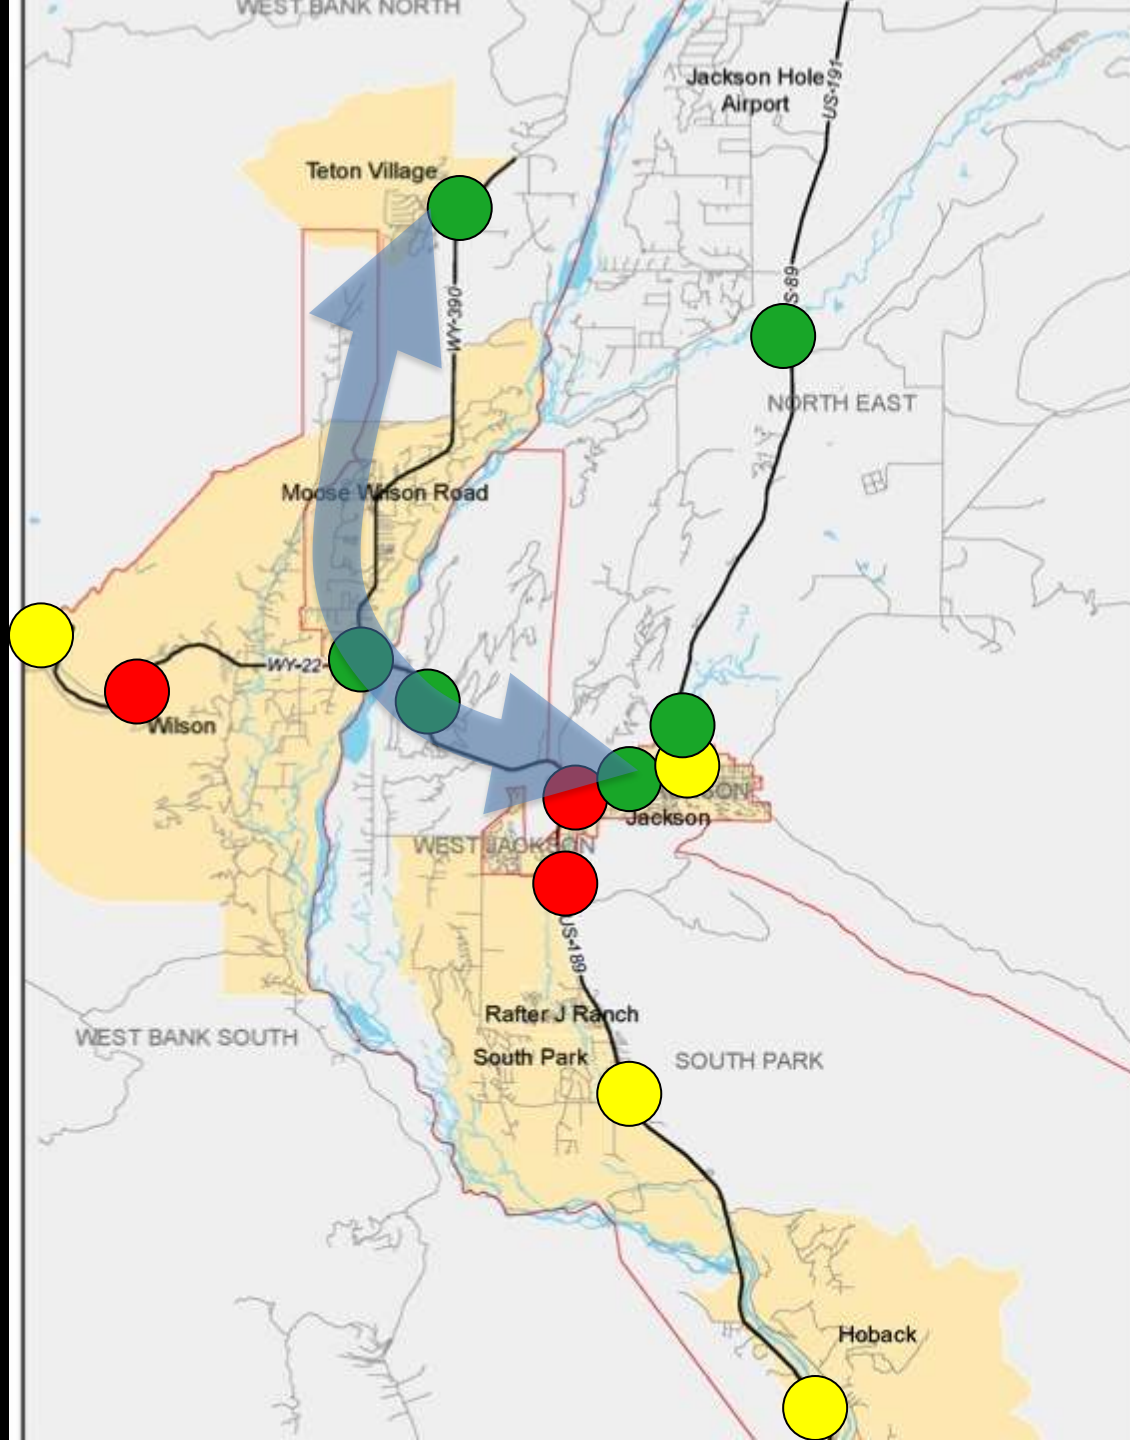 WEST BANK NORTH
Jackson Hole
Airport
US-191
Teton Village
S-89
WY-390
NORTH EAST
Moose Wilson Road
WY-22
Wilson
SON
Jackson
WEST JACKSON
US-189
Rafter J Ranch
WEST BANK SOUTH
South Park
SOUTH PARK
Hoback